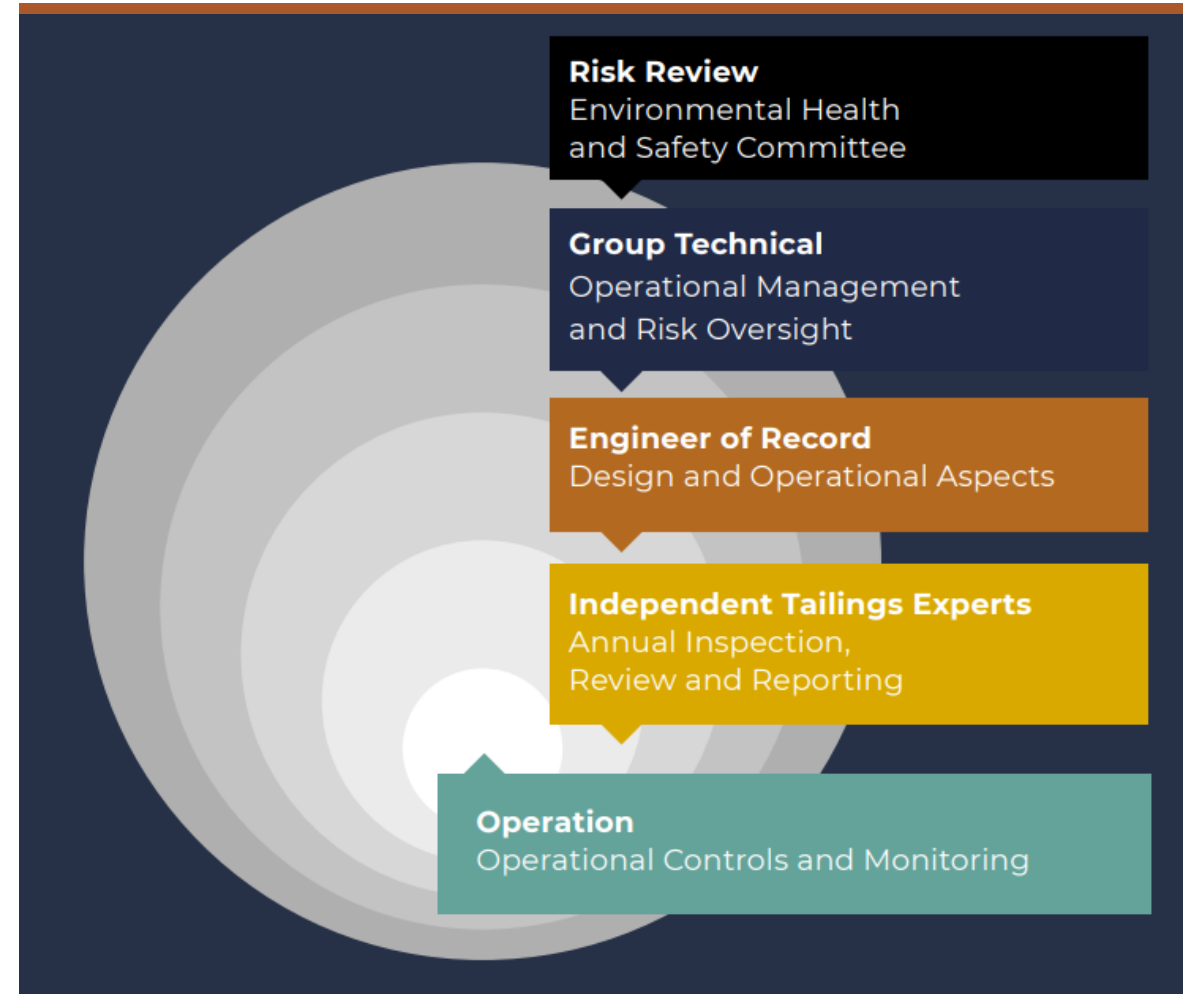 Risk Review
Environmental Health
and Safety Committee
Group Technical
Operational Management
and Risk Oversight
Engineer of Record
Design and Operational Aspects
Independent Tailings Experts
Annual Inspection,
Review and Reporting
Operation
Operational Controls and Monitoring